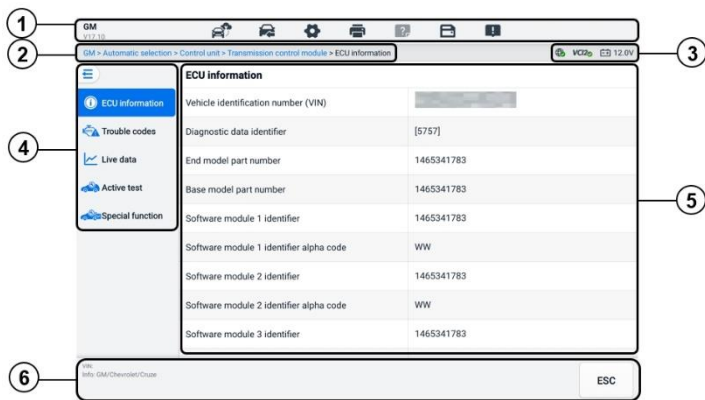 1
GM
V17.10
2
GM > Automatic selection > Control unit > Transmission control module > ECU information
VCI2 12.0V
3
4
ECU information
Trouble codes
Live data
Active test
Special function
ECU information
Vehicle identification number (VIN)
Diagnostic data identifier [5757]
End model part number 1465341783
Base model part number 1465341783
Software module 1 identifier 1465341783
Software module 1 identifier alpha code WW
Software module 2 identifier 1465341783
Software module 2 identifier alpha code WW
Software module 3 identifier 1465341783
5
6
VIN:
Info: GM/Chevrolet/Cruze
ESC